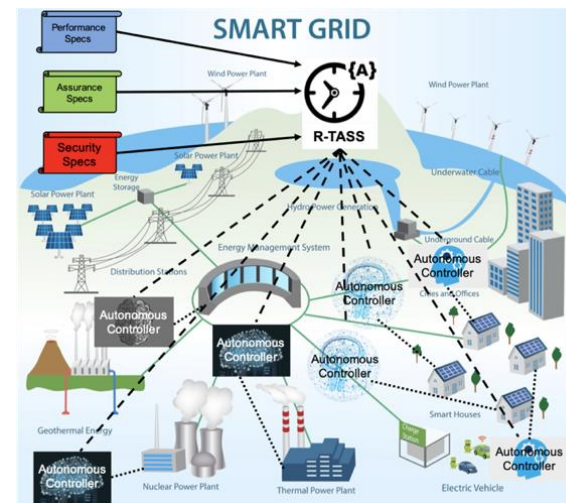 SMART GRID
Performance
Specs
Assurance
Specs
Security
Specs
{A}
R-TASS
Wind Power Plant
Wind Power Plant
Solar Power Plant
Energy
Storage
Solar Power Plant
Underwater Cable
Hydro Power Generation
Underground Cable
Energy Management System
Distribution Stations
Autonomous
Controller
Cities and Offices
Autonomous
Controller
Autonomous
Controller
Autonomous
Controller
Autonomous
Controller
Geothermal Energy
Smart Houses
Charge
Station
Autonomous
Controller
Autonomous
Controller
Nuclear Power Plant
Thermal Power Plant
Electric Vehicle